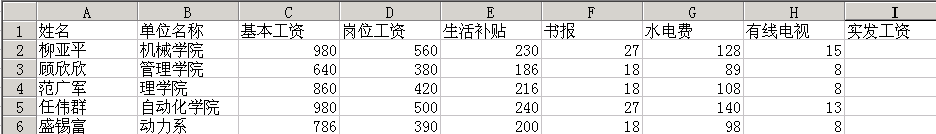 A B C D E F G H I
1 姓名 单位名称 基本工资 岗位工资 生活补贴 书报 水电费 有线电视 实发工资
2 柳亚平 机械学院 980 560 230 27 128 15
3 顾欣欣 管理学院 640 380 186 18 89 8
4 范广军 理学院 860 420 216 18 108 8
5 任伟群 自动化学院 980 500 240 27 140 13
6 盛锡富 动力系 786 390 200 18 98 8